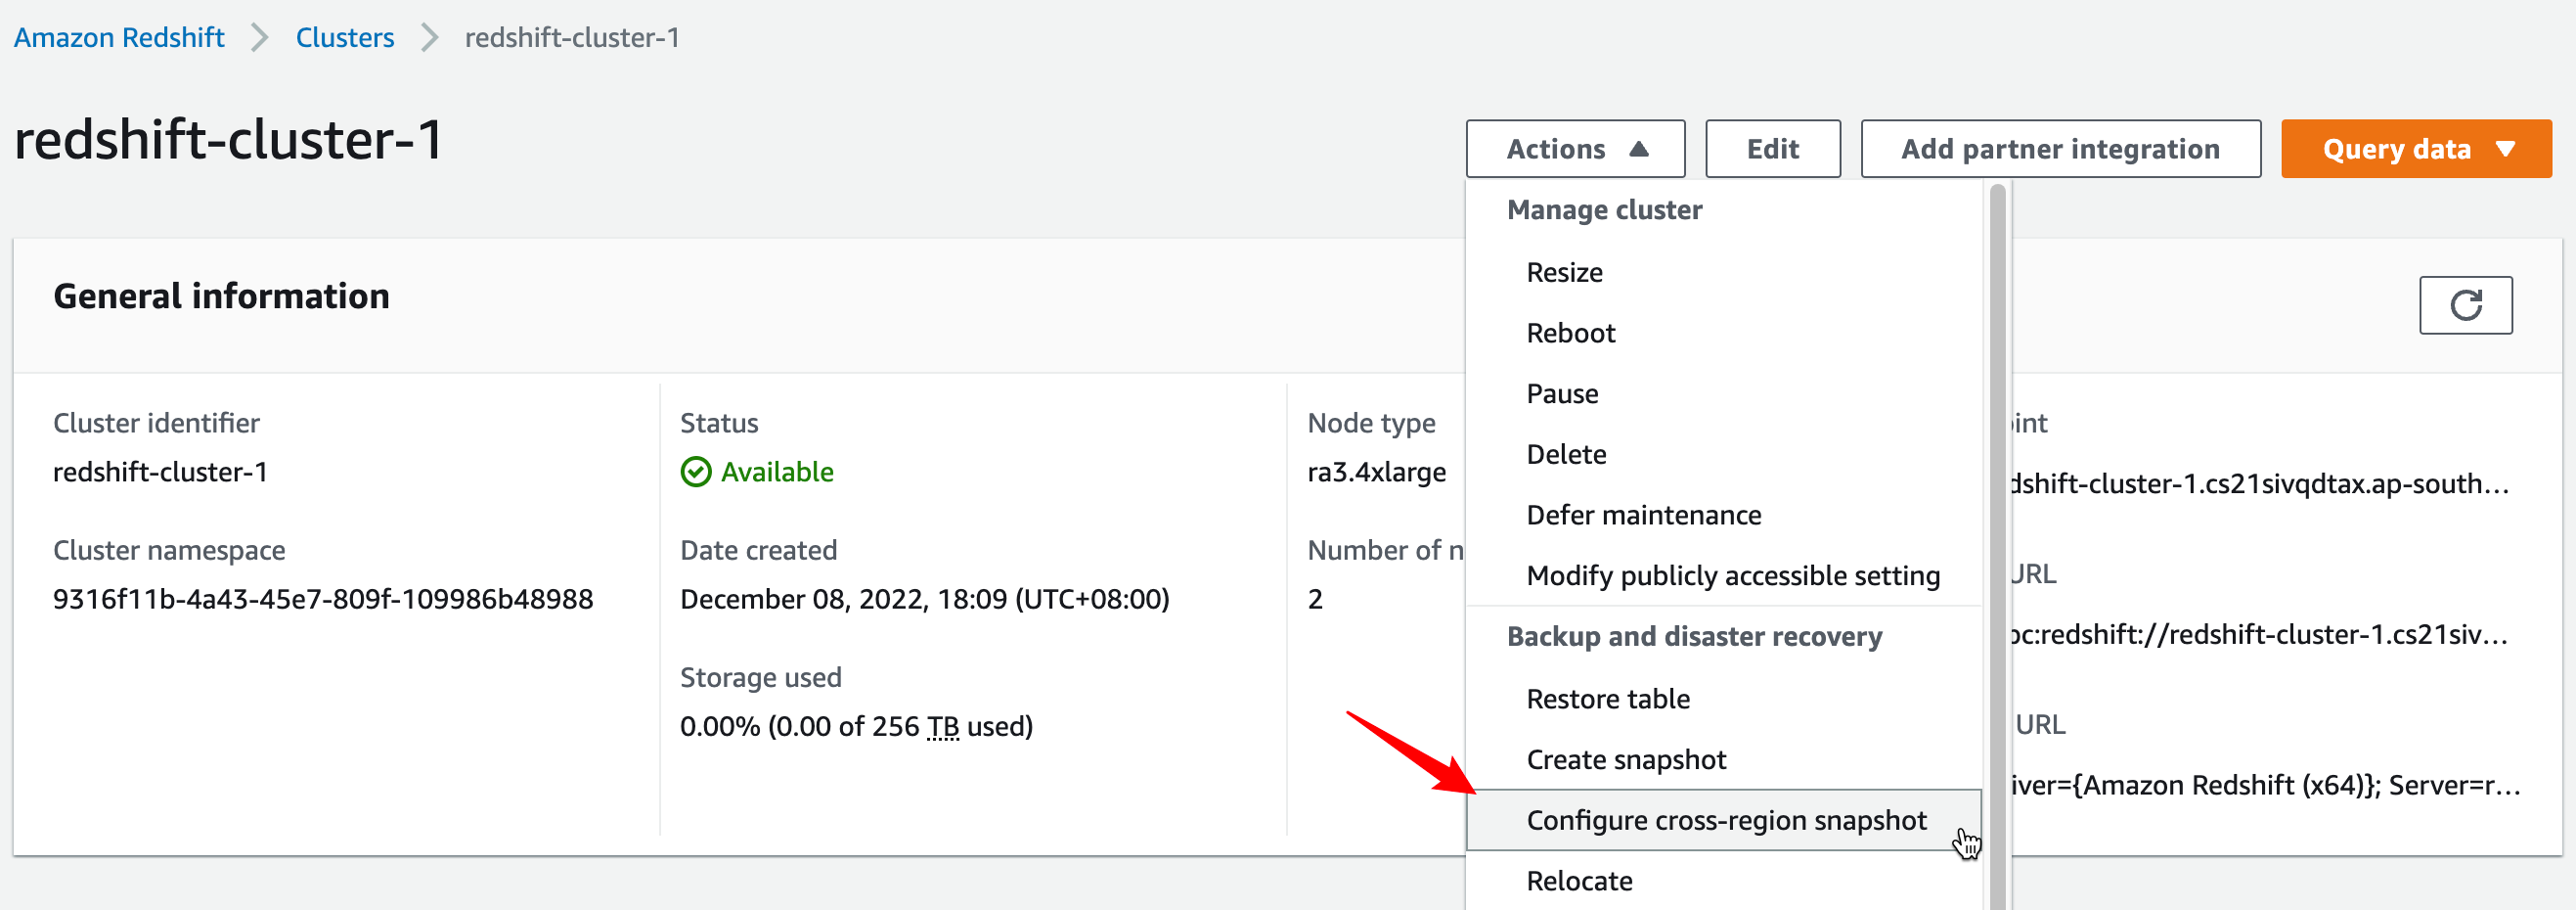 Amazon Redshift > Clusters > redshift-cluster-1
redshift-cluster-1
Actions
Edit
Add partner integration
Query data
Manage cluster
Resize
Reboot
Pause
Delete
Defer maintenance
Modify publicly accessible setting
Backup and disaster recovery
Restore table
Create snapshot
Configure cross-region snapshot
Relocate
General information
Cluster identifier
redshift-cluster-1
Cluster namespace
9316f11b-4a43-45e7-809f-109986b48988
Status
Available
Date created
December 08, 2022, 18:09 (UTC+08:00)
Storage used
0.00% (0.00 of 256 TB used)
Node type
ra3.4xlarge
Number of n
2
int
dshift-cluster-1.cs21sivqdtax.ap-south...
URL
bc:redshift://redshift-cluster-1.cs21siv...
URL
iver={Amazon Redshift (x64)}; Server=r...